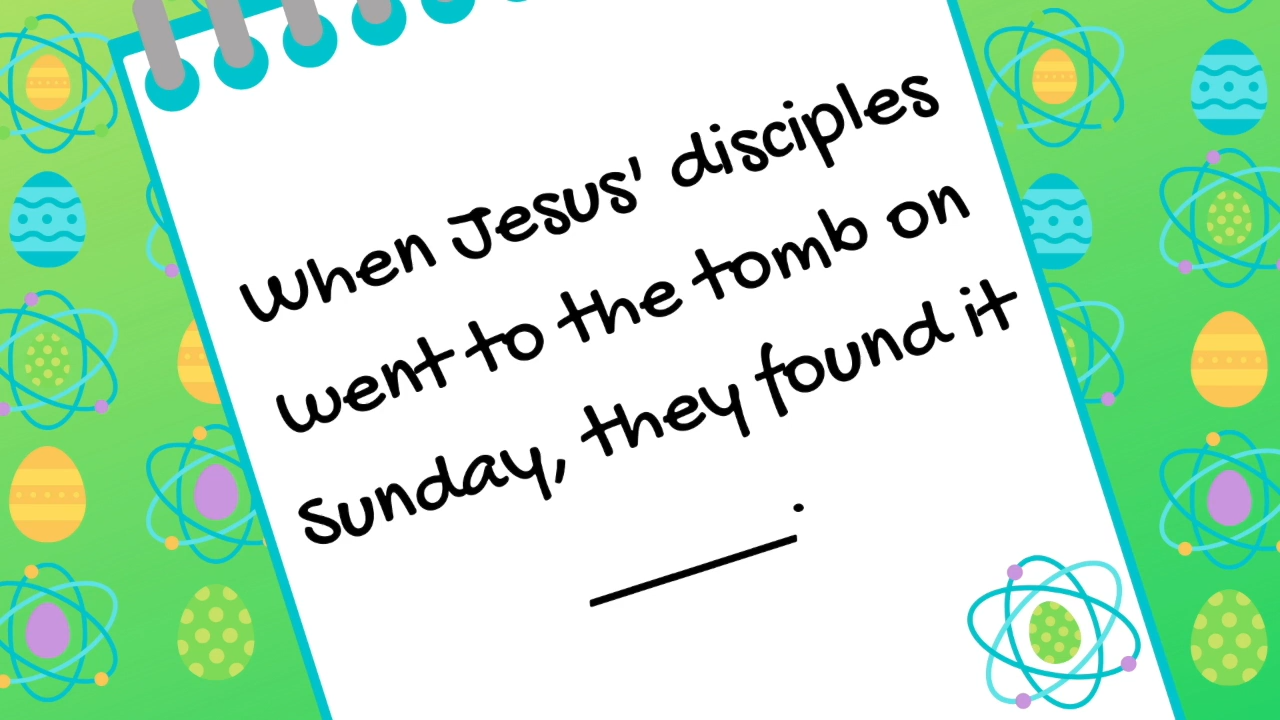 When Jesus' disciples
went to the tomb on
Sunday, they found it
______.